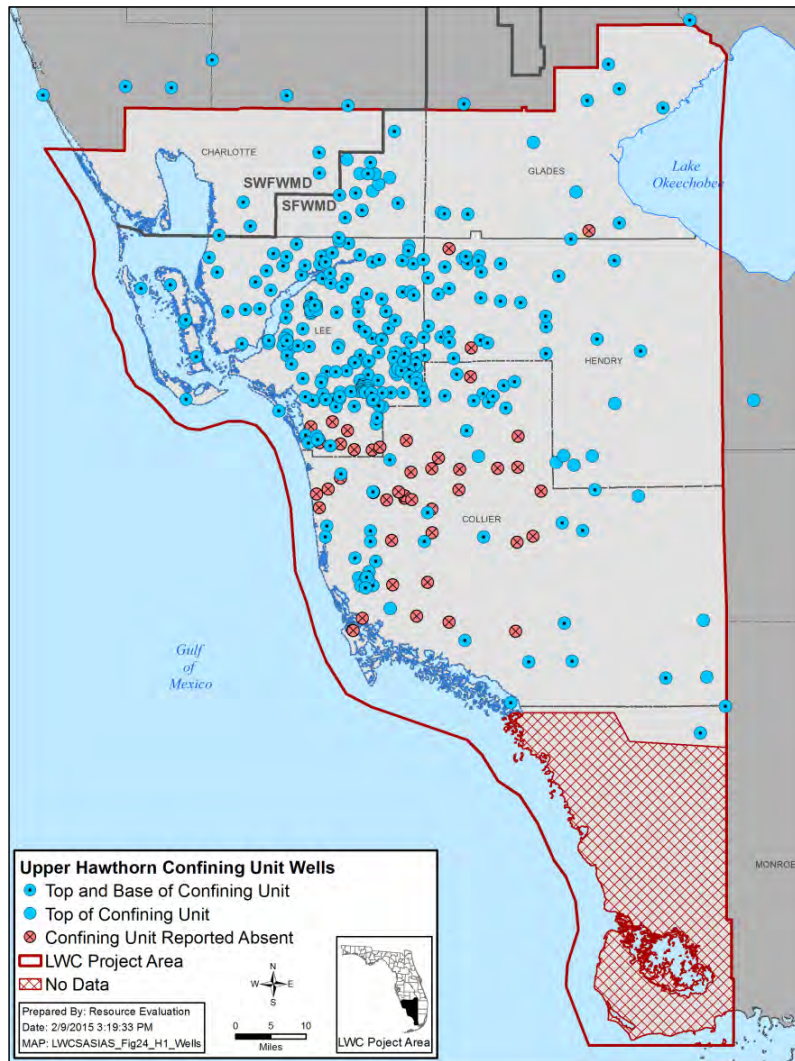 CHARLOTTE
GLADES
Lake
Okeechobee
SWFWMD
SFWMD
LEE
HENDRY
COLLIER
Gulf
of
Mexico
MONROE
Upper Hawthorn Confining Unit Wells
Top and Base of Confining Unit
Top of Confining Unit
Confining Unit Reported Absent
LWC Project Area
No Data
N
W E
S
Prepared By: Resource Evaluation
Date: 2/9/2015 3:19:33 PM
MAP: LWCSASIAS_Fig24_H1_Wells
0 5 10
Miles
LWC Project Area